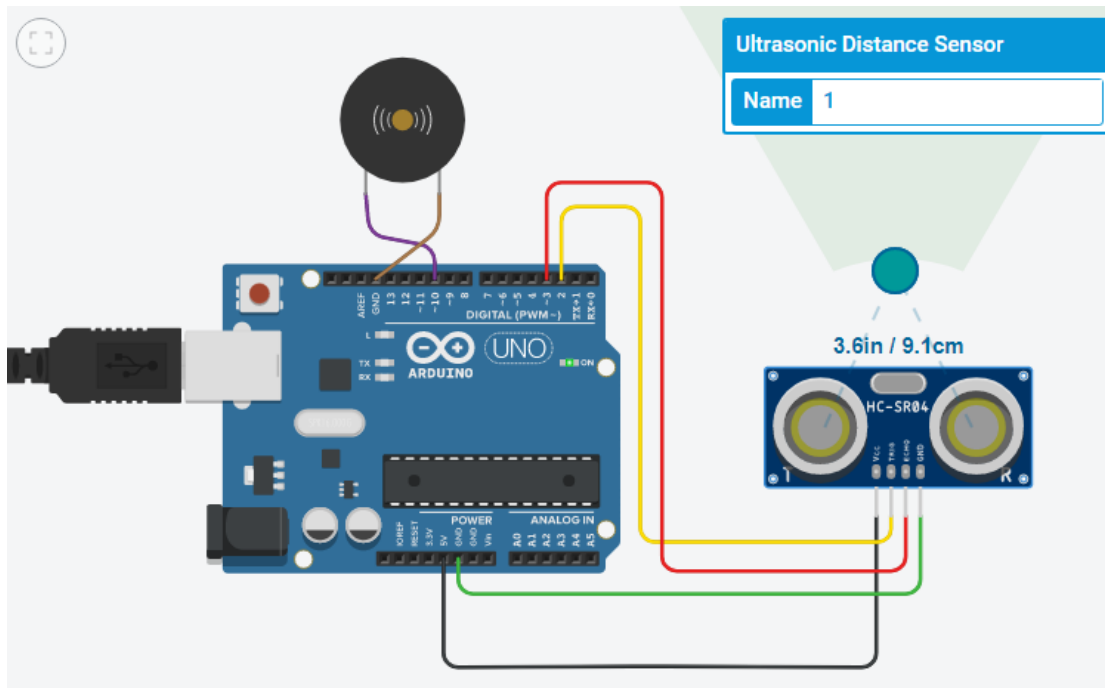 Ultrasonic Distance Sensor
Name 1
AREF
GND
13
12
~11
~10
~9
8
7
~6
~5
4
~3
2
TX→1
RX←0
DIGITAL (PWM~)
L
TX
RX
UNO
ARDUINO
ON
3.6in / 9.1cm
HC-SR04
VCC
TRIG
ECHO
GND
T
R
POWER
ANALOG IN
IOREF
RESET
3.3V
5V
GND
GND
Vin
A0
A1
A2
A3
A4
A5